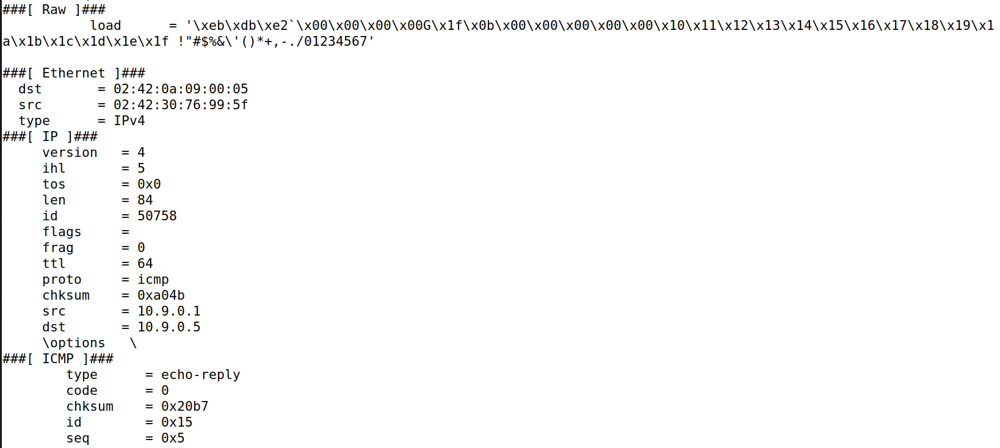 ###[ Raw ]###
           load      = '\xeb\xdb\xe2`\x00\x00\x00\x00G\x1f\x0b\x00\x00\x00\x00\x00\x10\x11\x12\x13\x14\x15\x16\x17\x18\x19\x1
a\x1b\x1c\x1d\x1e\x1f !"#$%&\'()*+,-./01234567'

###[ Ethernet ]###
  dst       = 02:42:0a:09:00:05
  src       = 02:42:30:76:99:5f
  type      = IPv4
###[ IP ]###
     version   = 4
     ihl       = 5
     tos       = 0x0
     len       = 84
     id        = 50758
     flags     =
     frag      = 0
     ttl       = 64
     proto     = icmp
     chksum    = 0xa04b
     src       = 10.9.0.1
     dst       = 10.9.0.5
     \options   \
###[ ICMP ]###
        type      = echo-reply
        code      = 0
        chksum    = 0x20b7
        id        = 0x15
        seq       = 0x5